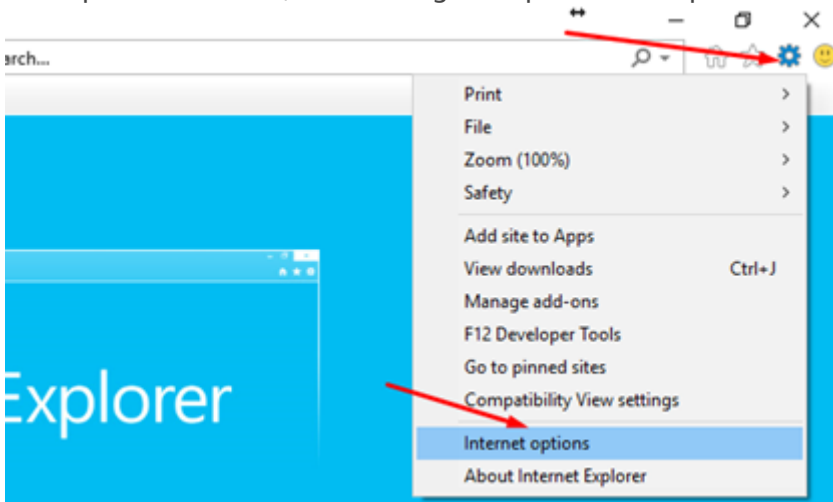 arch...
Print
File
Zoom (100%)
Safety
Add site to Apps
View downloads Ctrl+J
Manage add-ons
F12 Developer Tools
Go to pinned sites
Compatibility View settings
Explorer
Internet options
About Internet Explorer